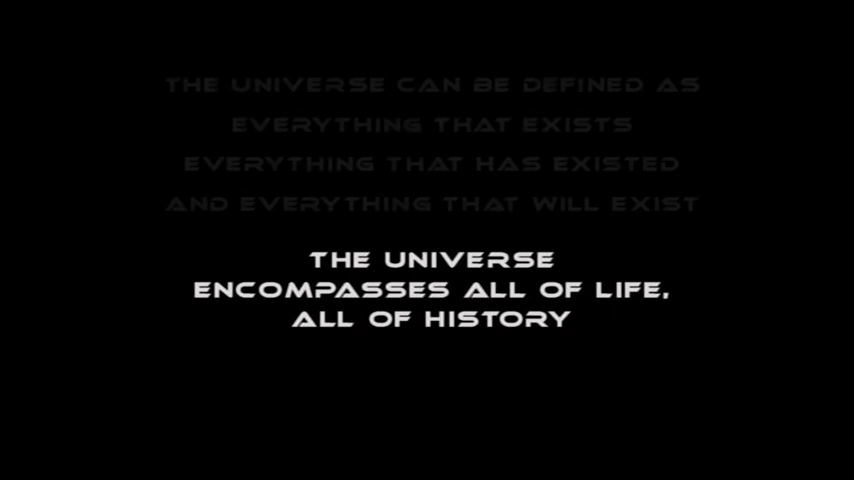 THE UNIVERSE CAN BE DEFINED AS
EVERYTHING THAT EXISTS
EVERYTHING THAT HAS EXISTED
AND EVERYTHING THAT WILL EXIST
THE UNIVERSE
ENCOMPASSES ALL OF LIFE,
ALL OF HISTORY